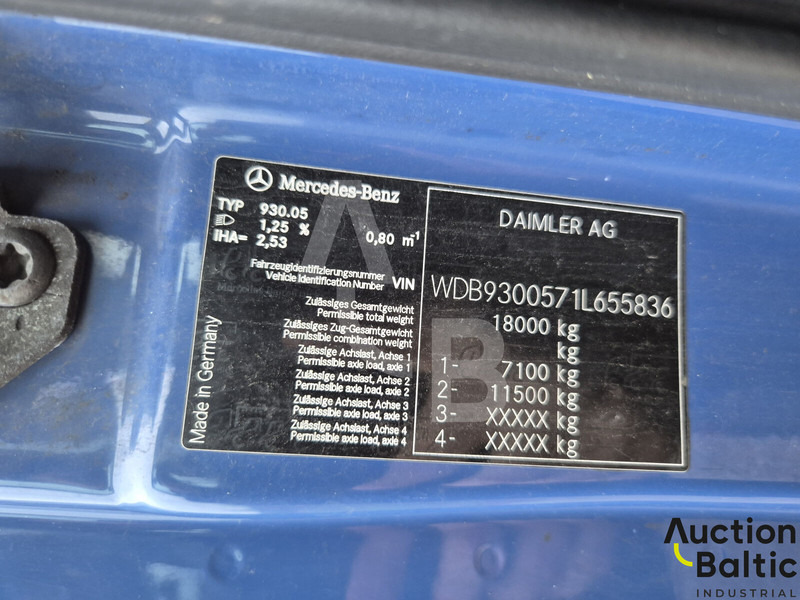 Mercedes-Benz
TYP 930.05
1,25 % 0,80 m⁻¹
IHA= 2,53
Fahrzeugidentifizierungsnummer
Vehicle Identification Number VIN
Zulässiges Gesamtgewicht
Permissible total weight
Zulässiges Zug-Gesamtgewicht
Permissible combination weight
Zulässige Achslast, Achse 1
Permissible axle load, axle 1
Zulässige Achslast, Achse 2
Permissible axle load, axle 2
Zulässige Achslast, Achse 3
Permissible axle load, axle 3
Zulässige Achslast, Achse 4
Permissible axle load, axle 4
Made in Germany
DAIMLER AG
WDB9300571L655836
18000 kg
kg
1- 7100 kg
2- 11500 kg
3- XXXXX kg
4- XXXXX kg
A
B
Auction
Baltic
INDUSTRIAL